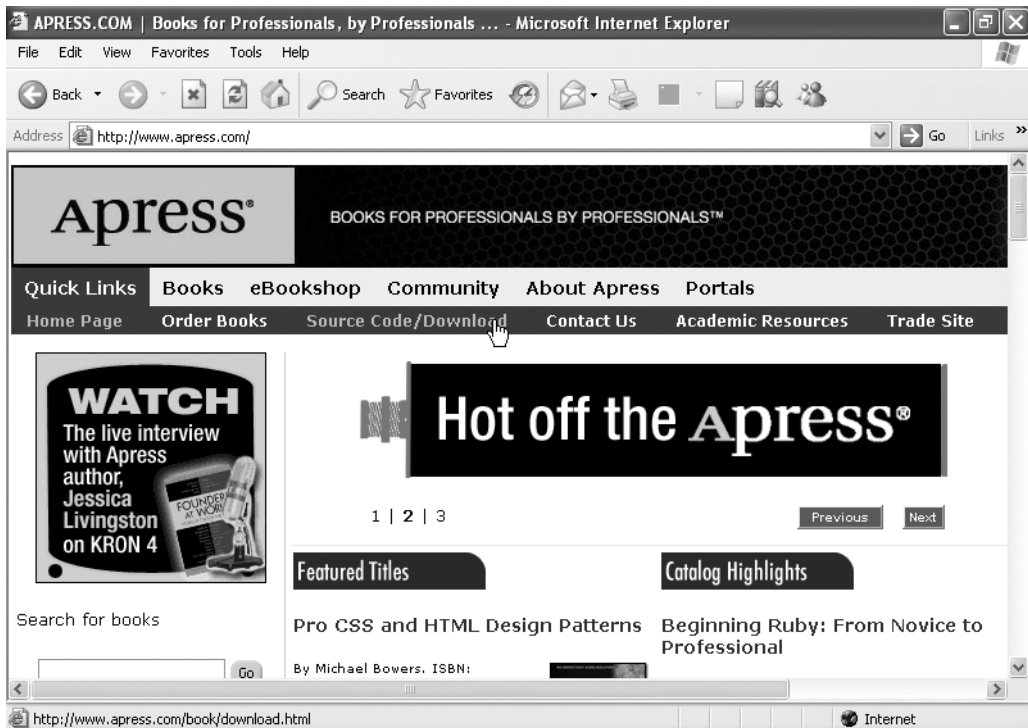 APRESS.COM | Books for Professionals, by Professionals ... - Microsoft Internet Explorer
File Edit View Favorites Tools Help
Back Search Favorites
Address http://www.apress.com/ Go Links »
Apress®
BOOKS FOR PROFESSIONALS BY PROFESSIONALS™
Quick Links Books eBookshop Community About Apress Portals
Home Page Order Books Source Code/Download Contact Us Academic Resources Trade Site
WATCH
The live interview
with Apress
author,
Jessica
Livingston
on KRON 4
FOUNDERS
AT WORK
Hot off the Apress®
1 | 2 | 3
Previous Next
Featured Titles
Catalog Highlights
Search for books
Go
Pro CSS and HTML Design Patterns
By Michael Bowers. ISBN:
Beginning Ruby: From Novice to
Professional
http://www.apress.com/book/download.html
Internet